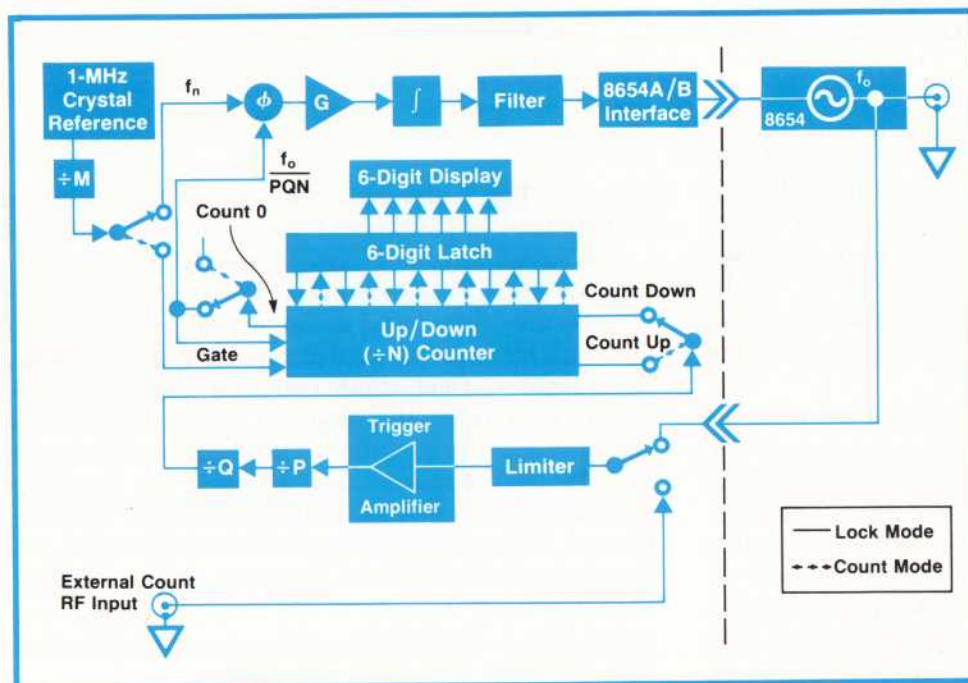 1-MHz
Crystal
Reference
fn
ϕ
G
∫
Filter
8654A/B
Interface
fo
8654
÷M
fo
PQN
6-Digit Display
Count 0
6-Digit Latch
Count Down
Up/Down
(÷N) Counter
Count Up
Gate
Trigger
Amplifier
÷Q
÷P
Limiter
Lock Mode
Count Mode
External Count
RF Input